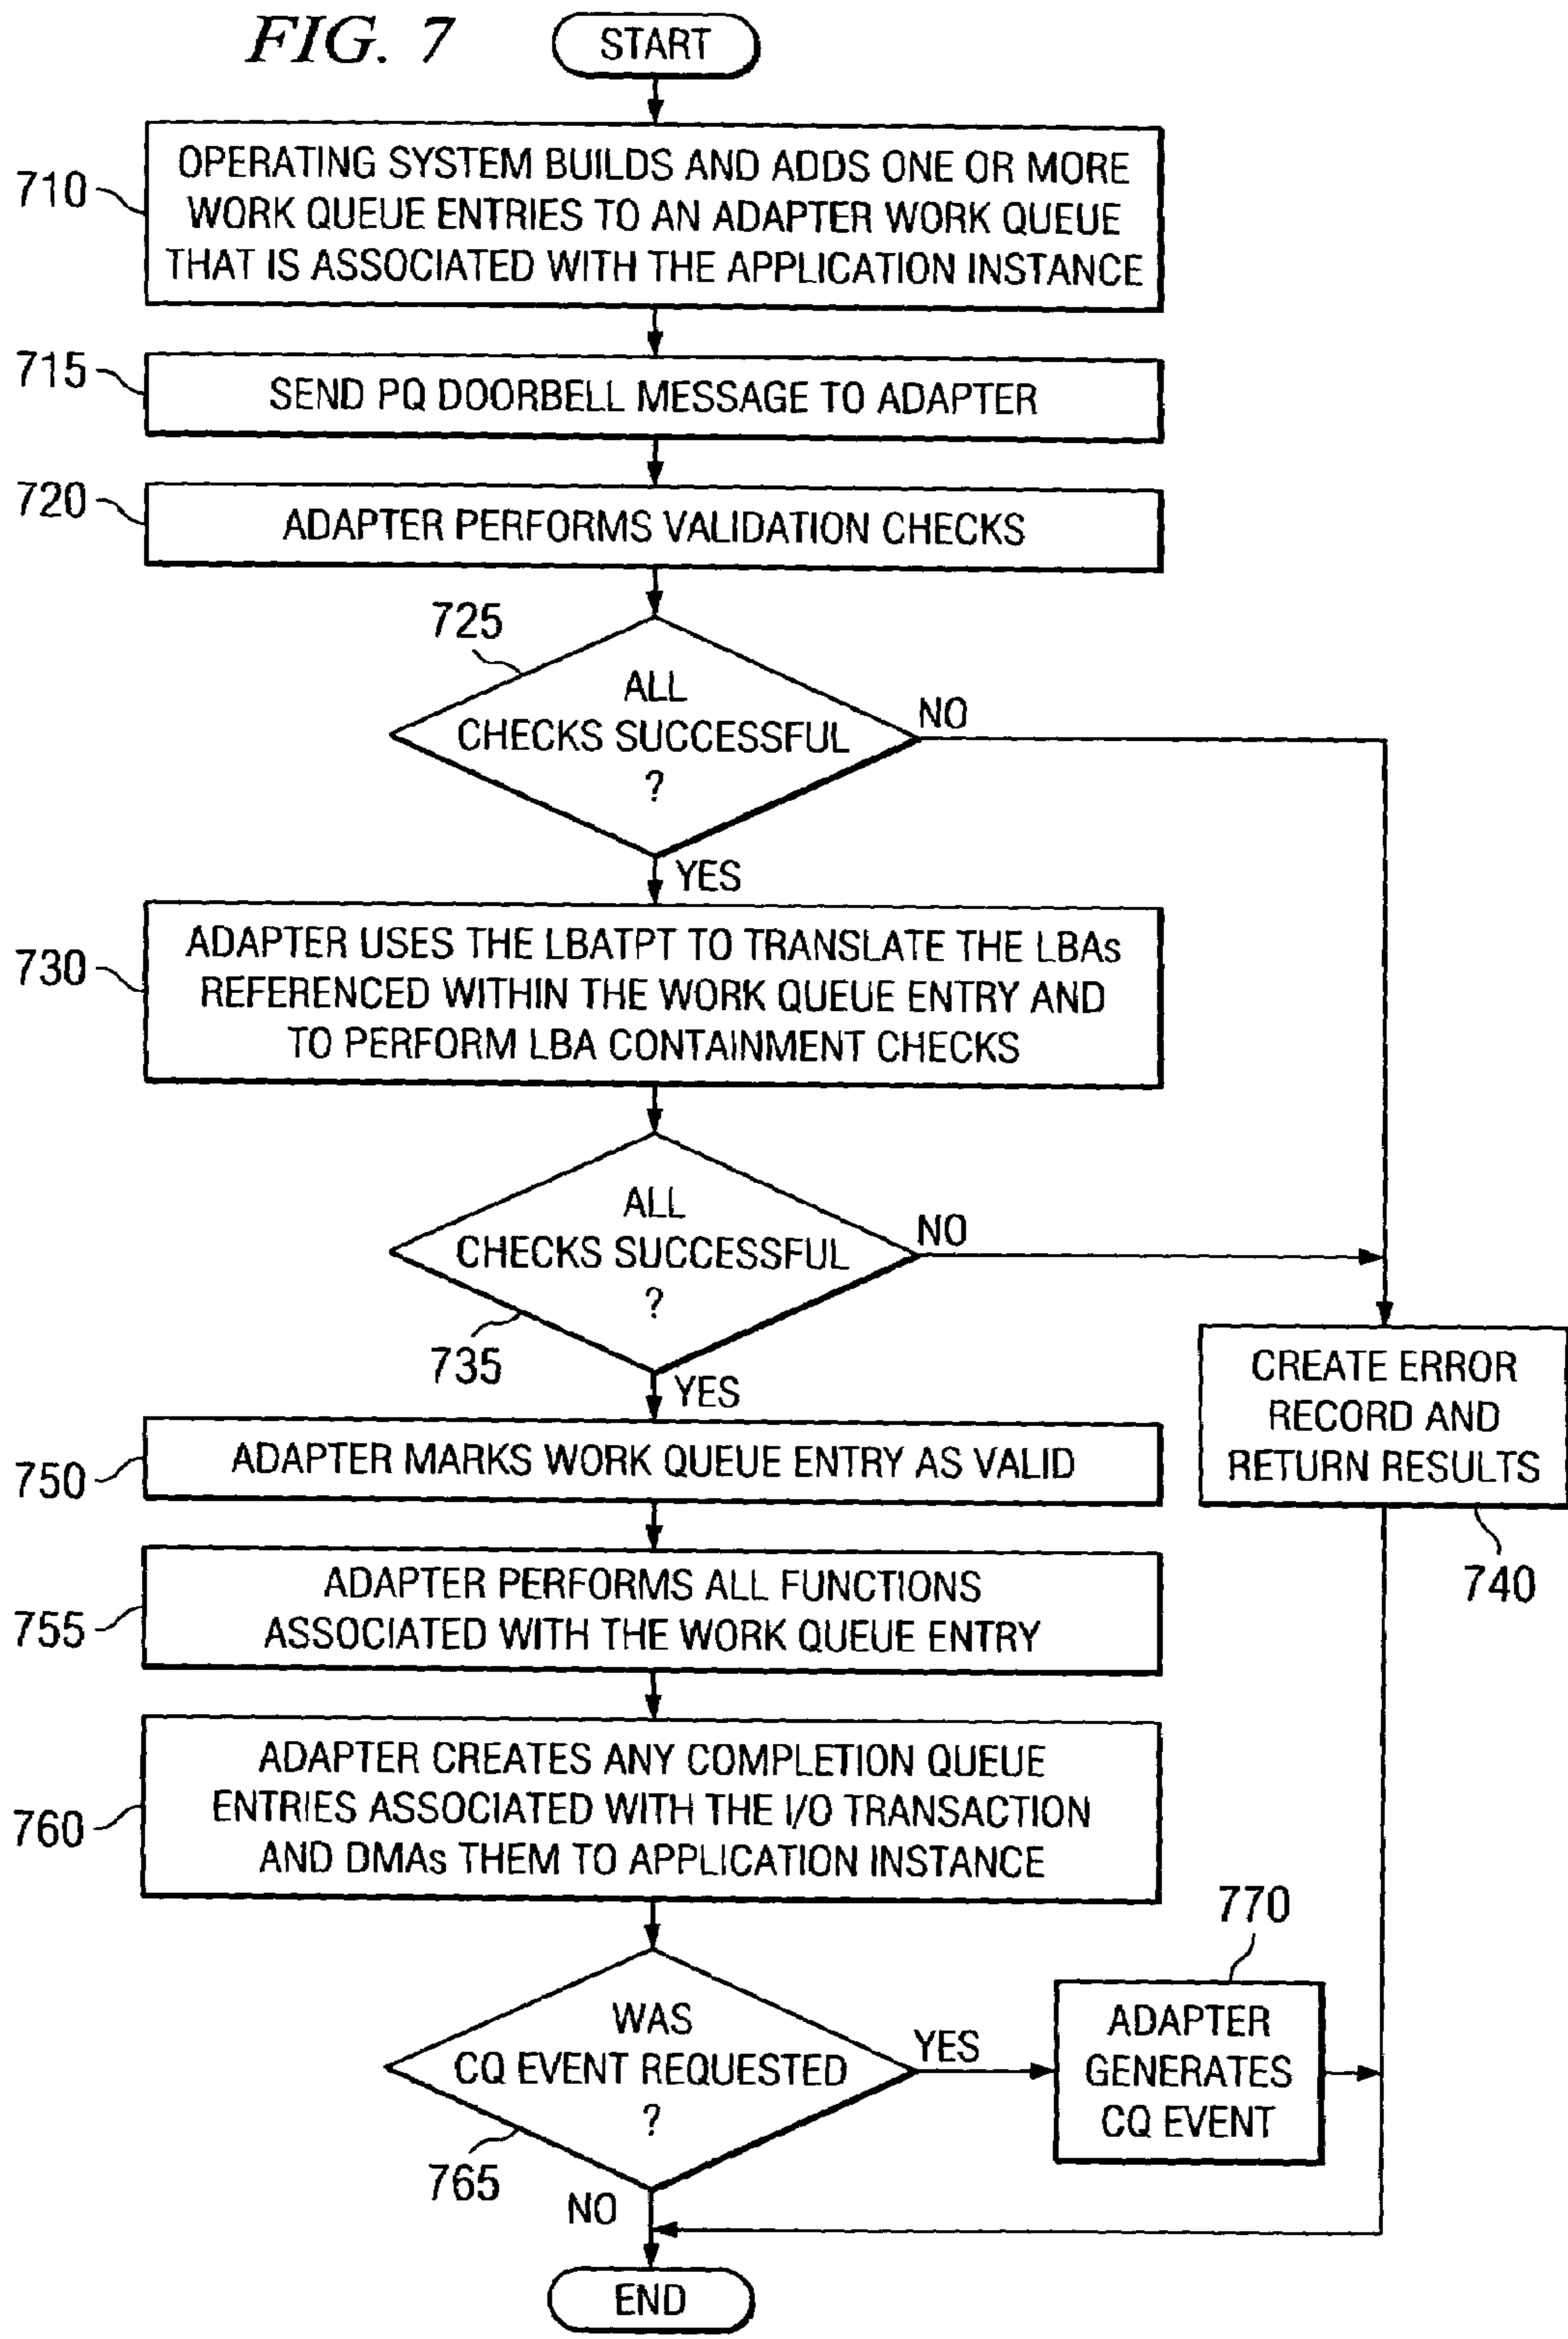 FIG. 7
START
710
OPERATING SYSTEM BUILDS AND ADDS ONE OR MORE
WORK QUEUE ENTRIES TO AN ADAPTER WORK QUEUE
THAT IS ASSOCIATED WITH THE APPLICATION INSTANCE
715
SEND PQ DOORBELL MESSAGE TO ADAPTER
720
ADAPTER PERFORMS VALIDATION CHECKS
725
ALL
CHECKS SUCCESSFUL
?
NO
YES
730
ADAPTER USES THE LBATPT TO TRANSLATE THE LBAs
REFERENCED WITHIN THE WORK QUEUE ENTRY AND
TO PERFORM LBA CONTAINMENT CHECKS
ALL
CHECKS SUCCESSFUL
?
NO
735
YES
CREATE ERROR
RECORD AND
RETURN RESULTS
740
750
ADAPTER MARKS WORK QUEUE ENTRY AS VALID
755
ADAPTER PERFORMS ALL FUNCTIONS
ASSOCIATED WITH THE WORK QUEUE ENTRY
760
ADAPTER CREATES ANY COMPLETION QUEUE
ENTRIES ASSOCIATED WITH THE I/O TRANSACTION
AND DMAs THEM TO APPLICATION INSTANCE
WAS
CQ EVENT REQUESTED
?
765
YES
770
ADAPTER
GENERATES
CQ EVENT
NO
END